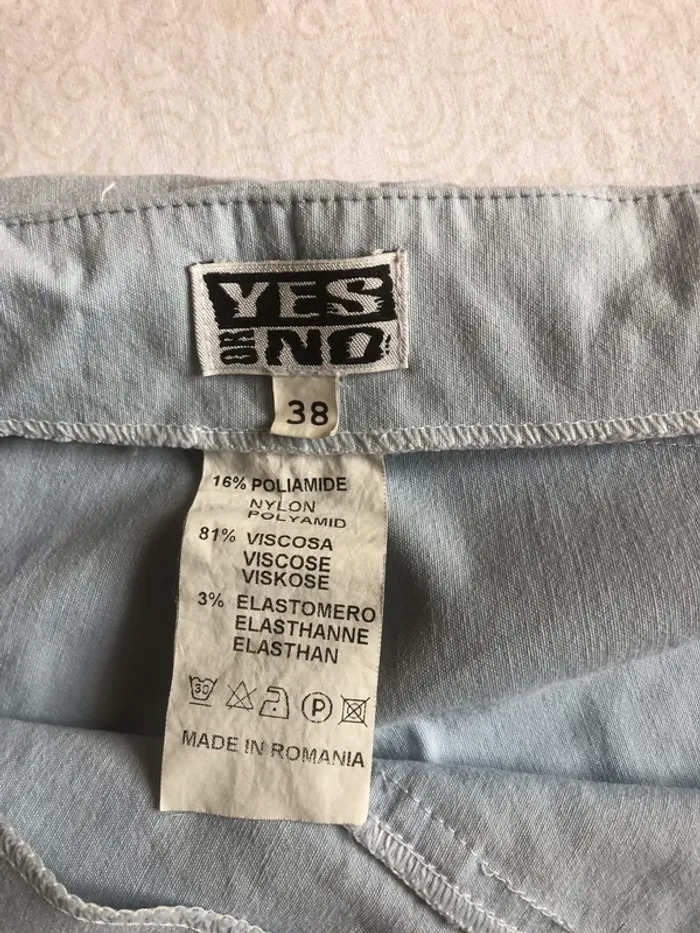 YES
OR NO
38
16% POLIAMIDE
NYLON
POLYAMID
81% VISCOSA
VISCOSE
VISKOSE
3% ELASTOMERO
ELASTHANNE
ELASTHAN
30 P
MADE IN ROMANIA